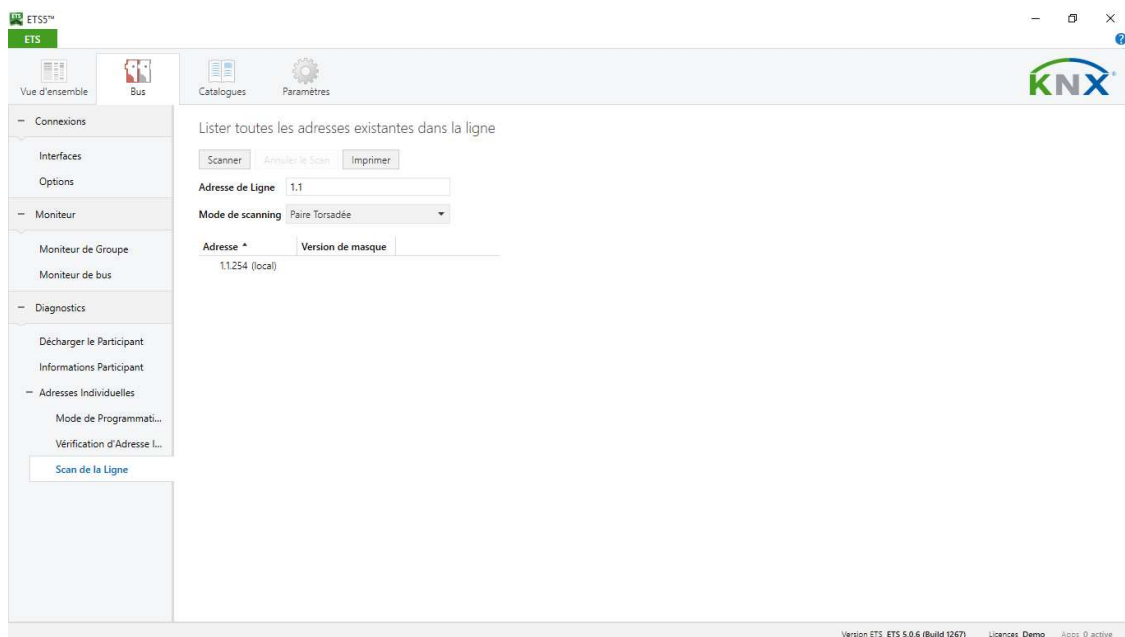 ETS5™
ETS
Vue d'ensemble
Bus
Catalogues
Paramètres
KNX
Connexions
Interfaces
Options
Moniteur
Moniteur de Groupe
Moniteur de bus
Diagnostics
Décharger le Participant
Informations Participant
Adresses Individuelles
Mode de Programmati...
Vérification d'Adresse I...
Scan de la Ligne
Lister toutes les adresses existantes dans la ligne
Scanner Annuler le Scan Imprimer
Adresse de Ligne 1.1
Mode de scanning Paire Torsadée
Adresse Version de masque
1.1.254 (local)
Version ETS ETS 5.0.6 (Build 1267) Licences Demo Apps 0 active